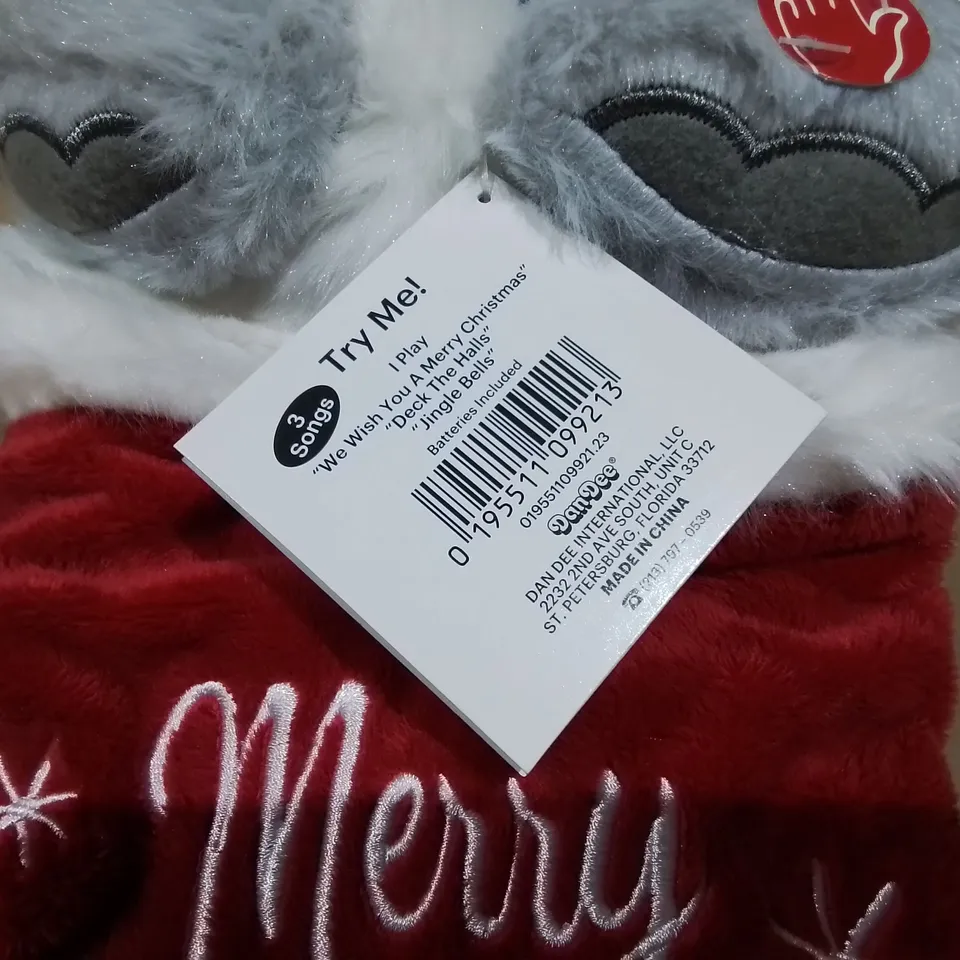 Try Me!
3
Songs
I Play
"We Wish You A Merry Christmas"
"Deck The Halls"
"Jingle Bells"
Batteries Included
0 195511 099213
019551109921.23
DanDee®
DAN DEE INTERNATIONAL, LLC
2232 2ND AVE SOUTH, UNIT C
ST. PETERSBURG, FLORIDA 33712
MADE IN CHINA
☎ (813) 797 - 0539
Merry